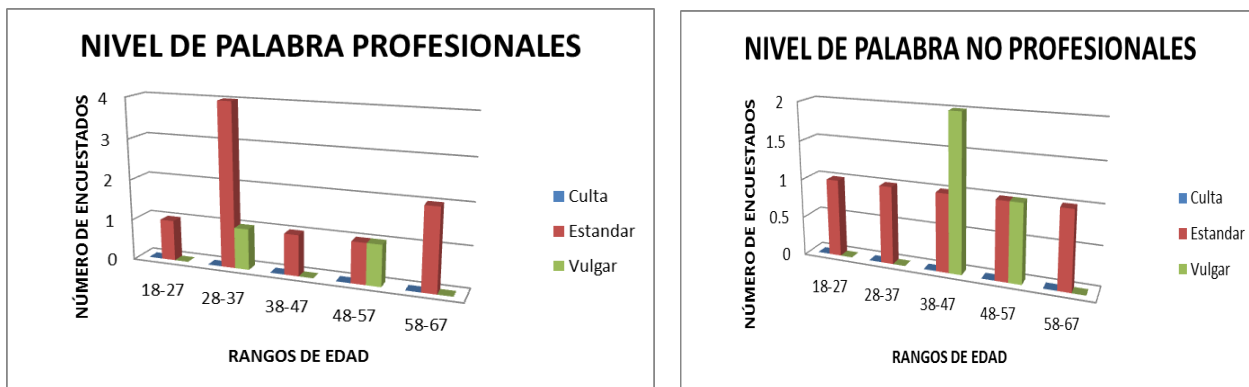 NIVEL DE PALABRA PROFESIONALES
NÚMERO DE ENCUESTADOS
4
3
2
1
0
18-27
28-37
38-47
48-57
58-67
RANGOS DE EDAD
Culta
Estandar
Vulgar
NIVEL DE PALABRA NO PROFESIONALES
NÚMERO DE ENCUESTADOS
2
1.5
1
0.5
0
18-27
28-37
38-47
48-57
58-67
RANGOS DE EDAD
Culta
Estandar
Vulgar